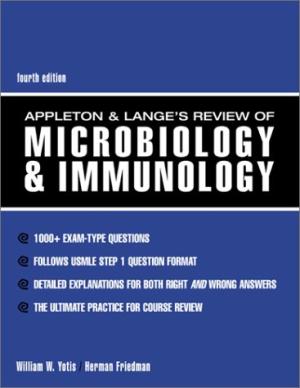 fourth edition
APPLETON & LANGE'S REVIEW OF
MICROBIOLOGY
& IMMUNOLOGY
1000+ EXAM-TYPE QUESTIONS
FOLLOWS USMLE STEP 1 QUESTION FORMAT
DETAILED EXPLANATIONS FOR BOTH RIGHT AND WRONG ANSWERS
THE ULTIMATE PRACTICE FOR COURSE REVIEW
William W. Yotis / Herman Friedman